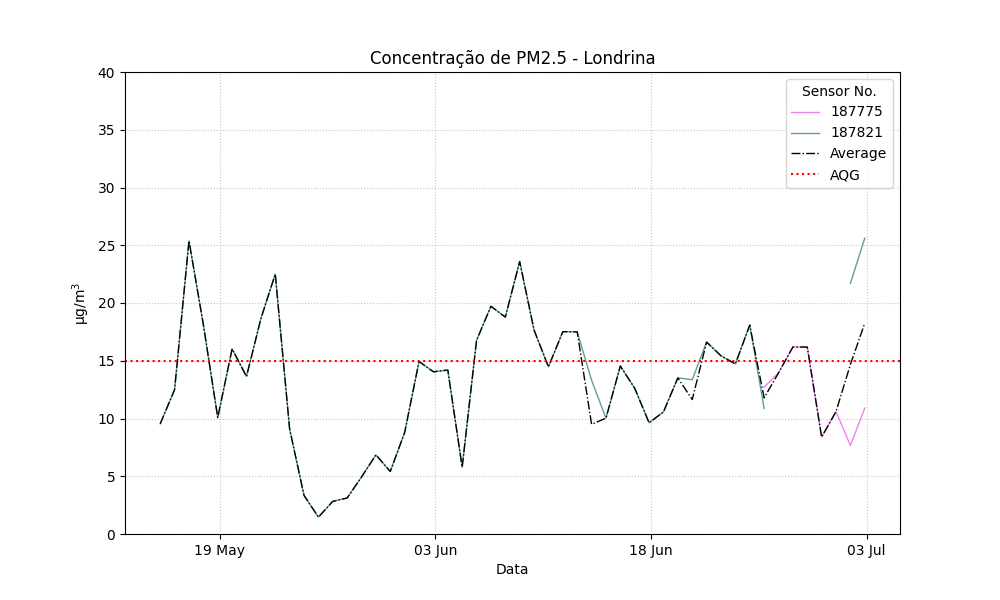 Concentração de PM2.5 - Londrina
40
35
30
25
20
15
10
5
0
µg/m³
Sensor No.
187775
187821
Average
AQG
19 May
03 Jun
18 Jun
03 Jul
Data